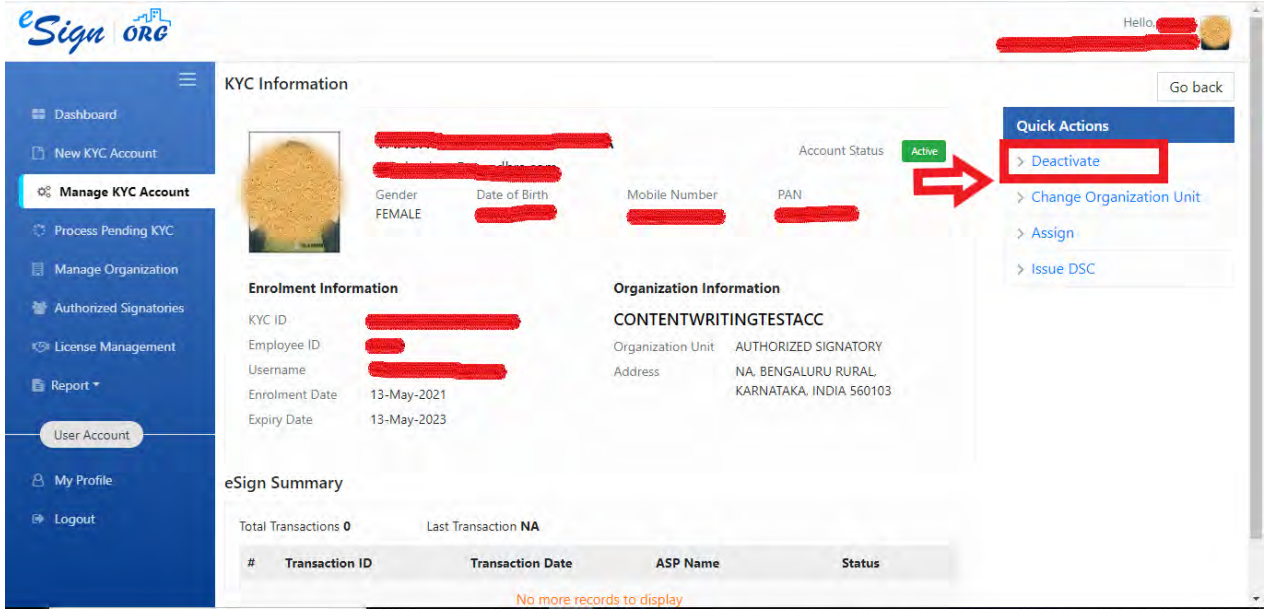 eSign ORG
Hello,
KYC Information
Go back
Dashboard
New KYC Account
Manage KYC Account
Process Pending KYC
Manage Organization
Authorized Signatories
License Management
Report
User Account
My Profile
Logout
Account Status Active
Gender Date of Birth Mobile Number PAN
FEMALE
Enrolment Information
KYC ID
Employee ID
Username
Enrolment Date 13-May-2021
Expiry Date 13-May-2023
Organization Information
CONTENTWRITINGTESTACC
Organization Unit AUTHORIZED SIGNATORY
Address NA, BENGALURU RURAL,
KARNATAKA, INDIA 560103
Quick Actions
> Deactivate
> Change Organization Unit
> Assign
> Issue DSC
eSign Summary
Total Transactions 0 Last Transaction NA
# Transaction ID Transaction Date ASP Name Status
No more records to display